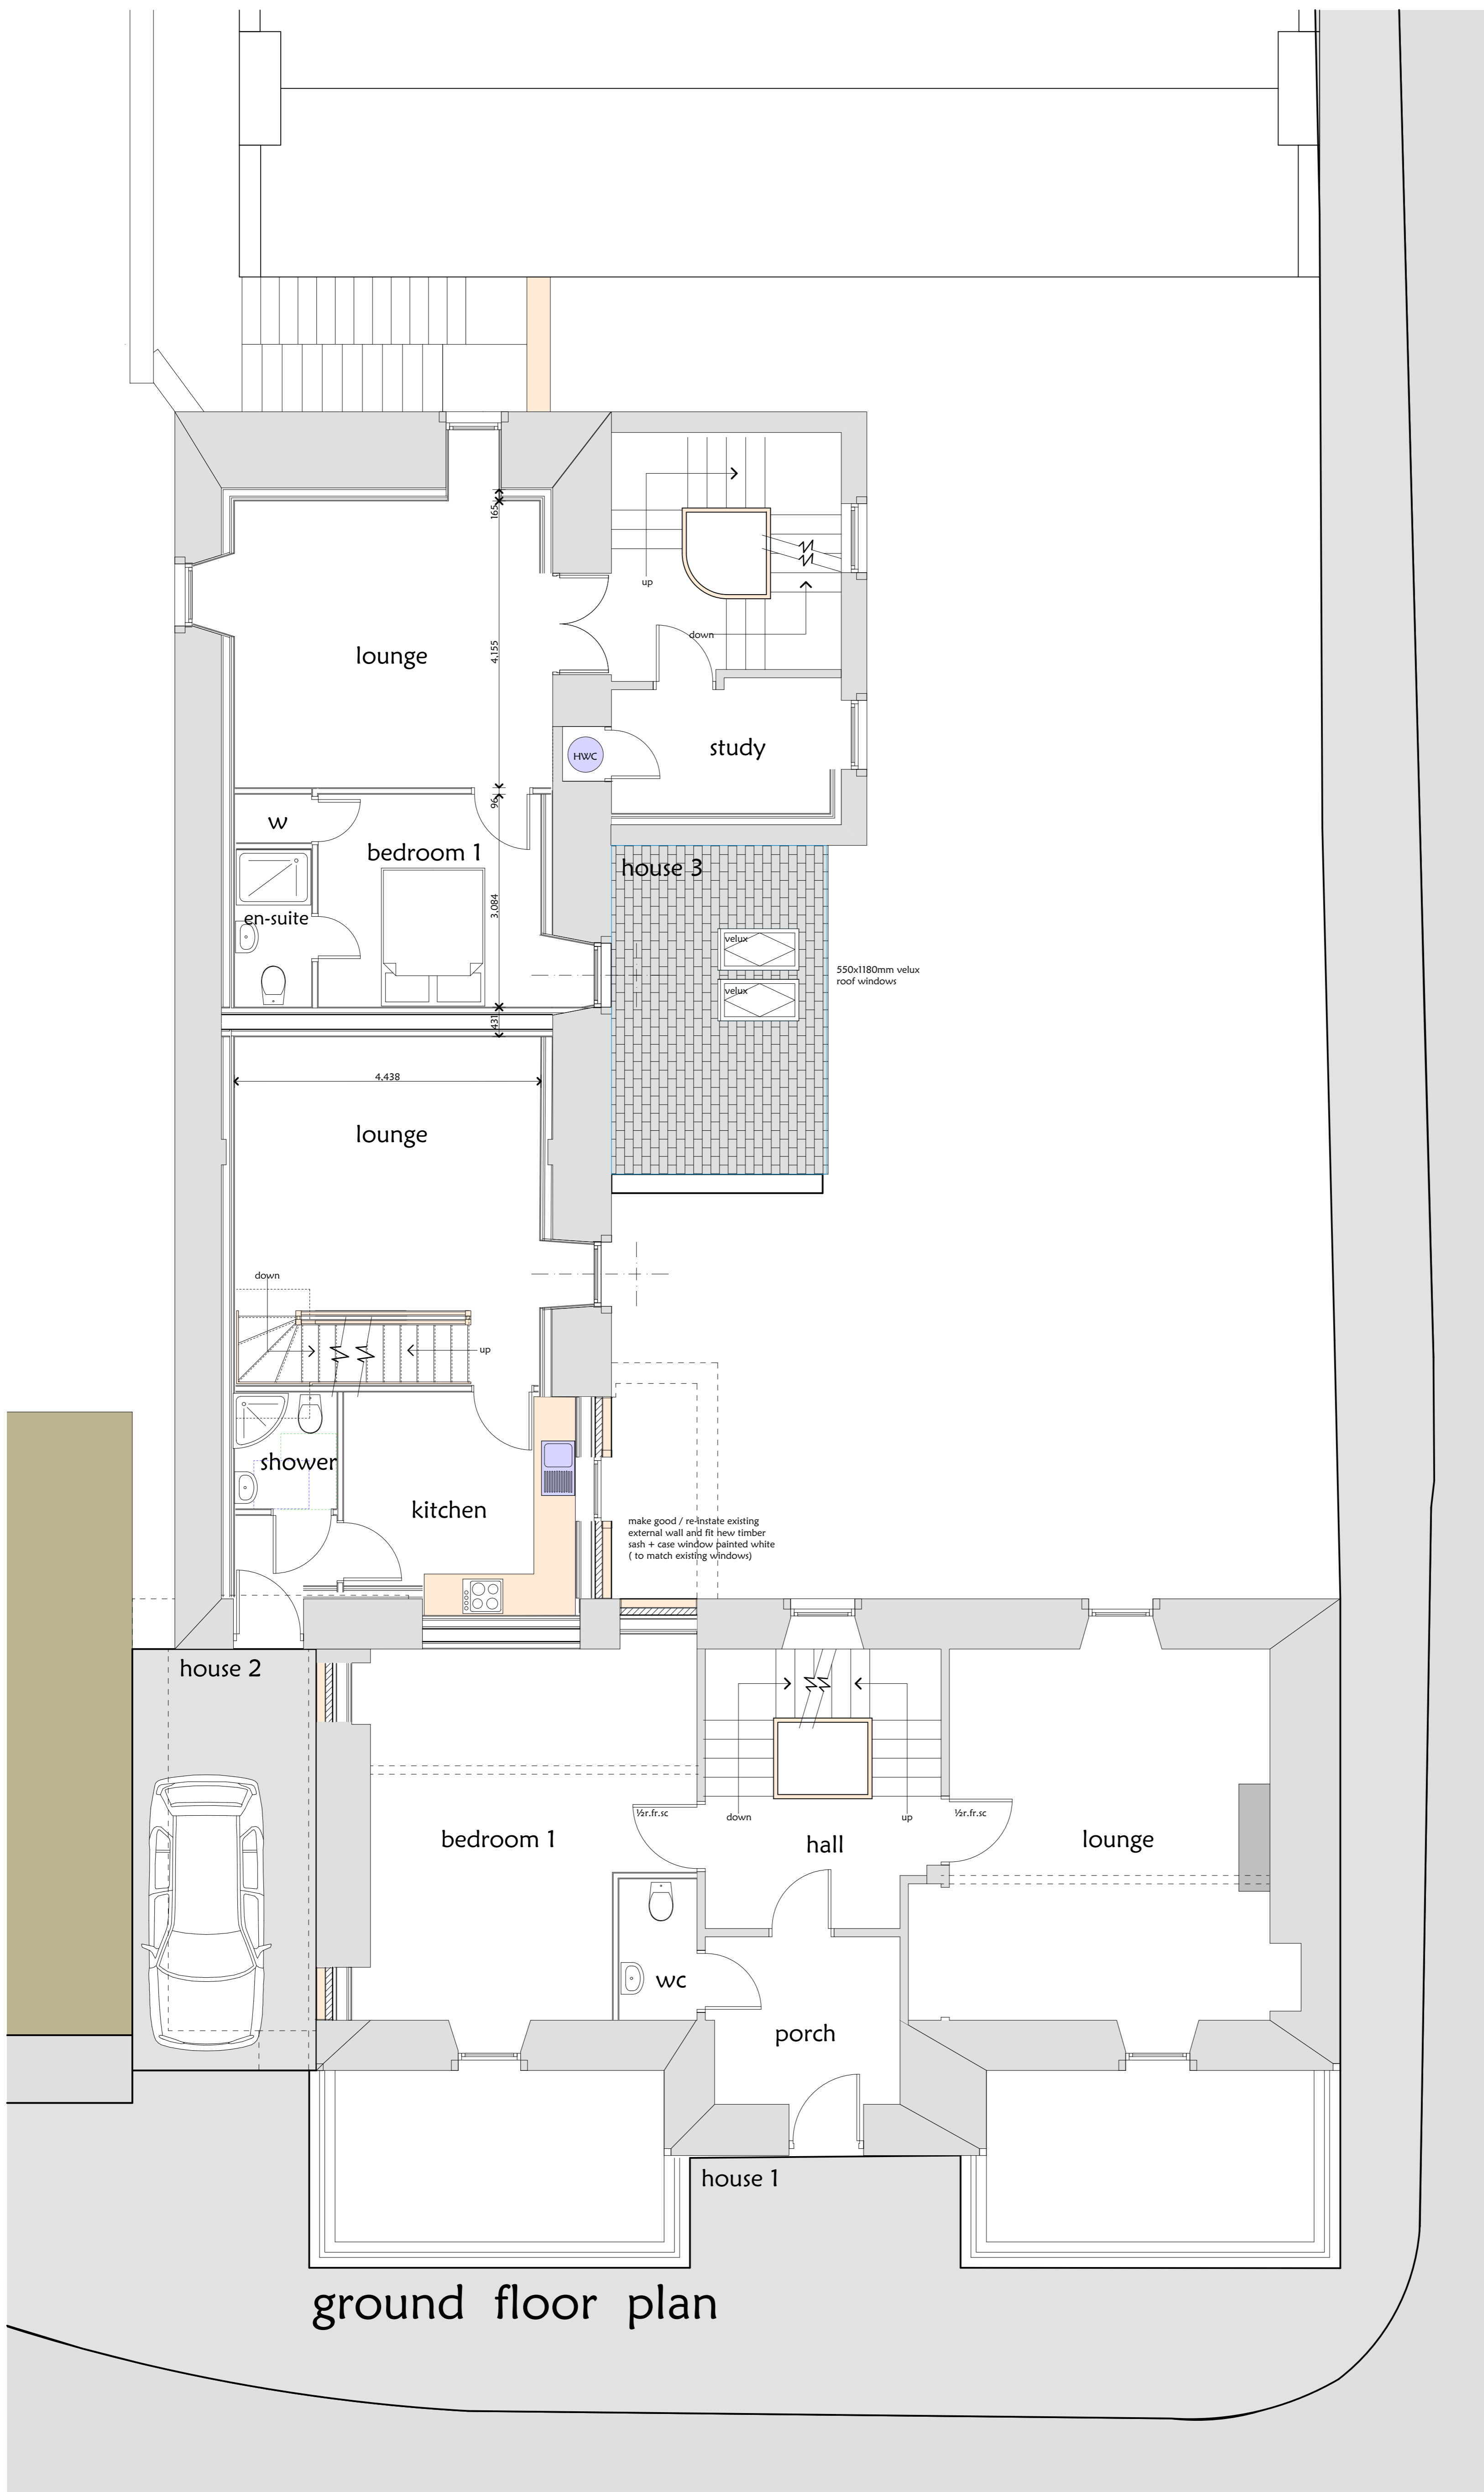 165
up
down
lounge
4,155
study
HWC
96
w
bedroom 1
house 3
en-suite
3,084
velux
velux
550x1180mm velux
roof windows
431
4,438
lounge
down
up
shower
kitchen
make good / re-instate existing
external wall and fit new timber
sash + case window painted white
( to match existing windows)
house 2
½r.fr.sc
down
up
½r.fr.sc
bedroom 1
hall
lounge
wc
porch
house 1
ground floor plan